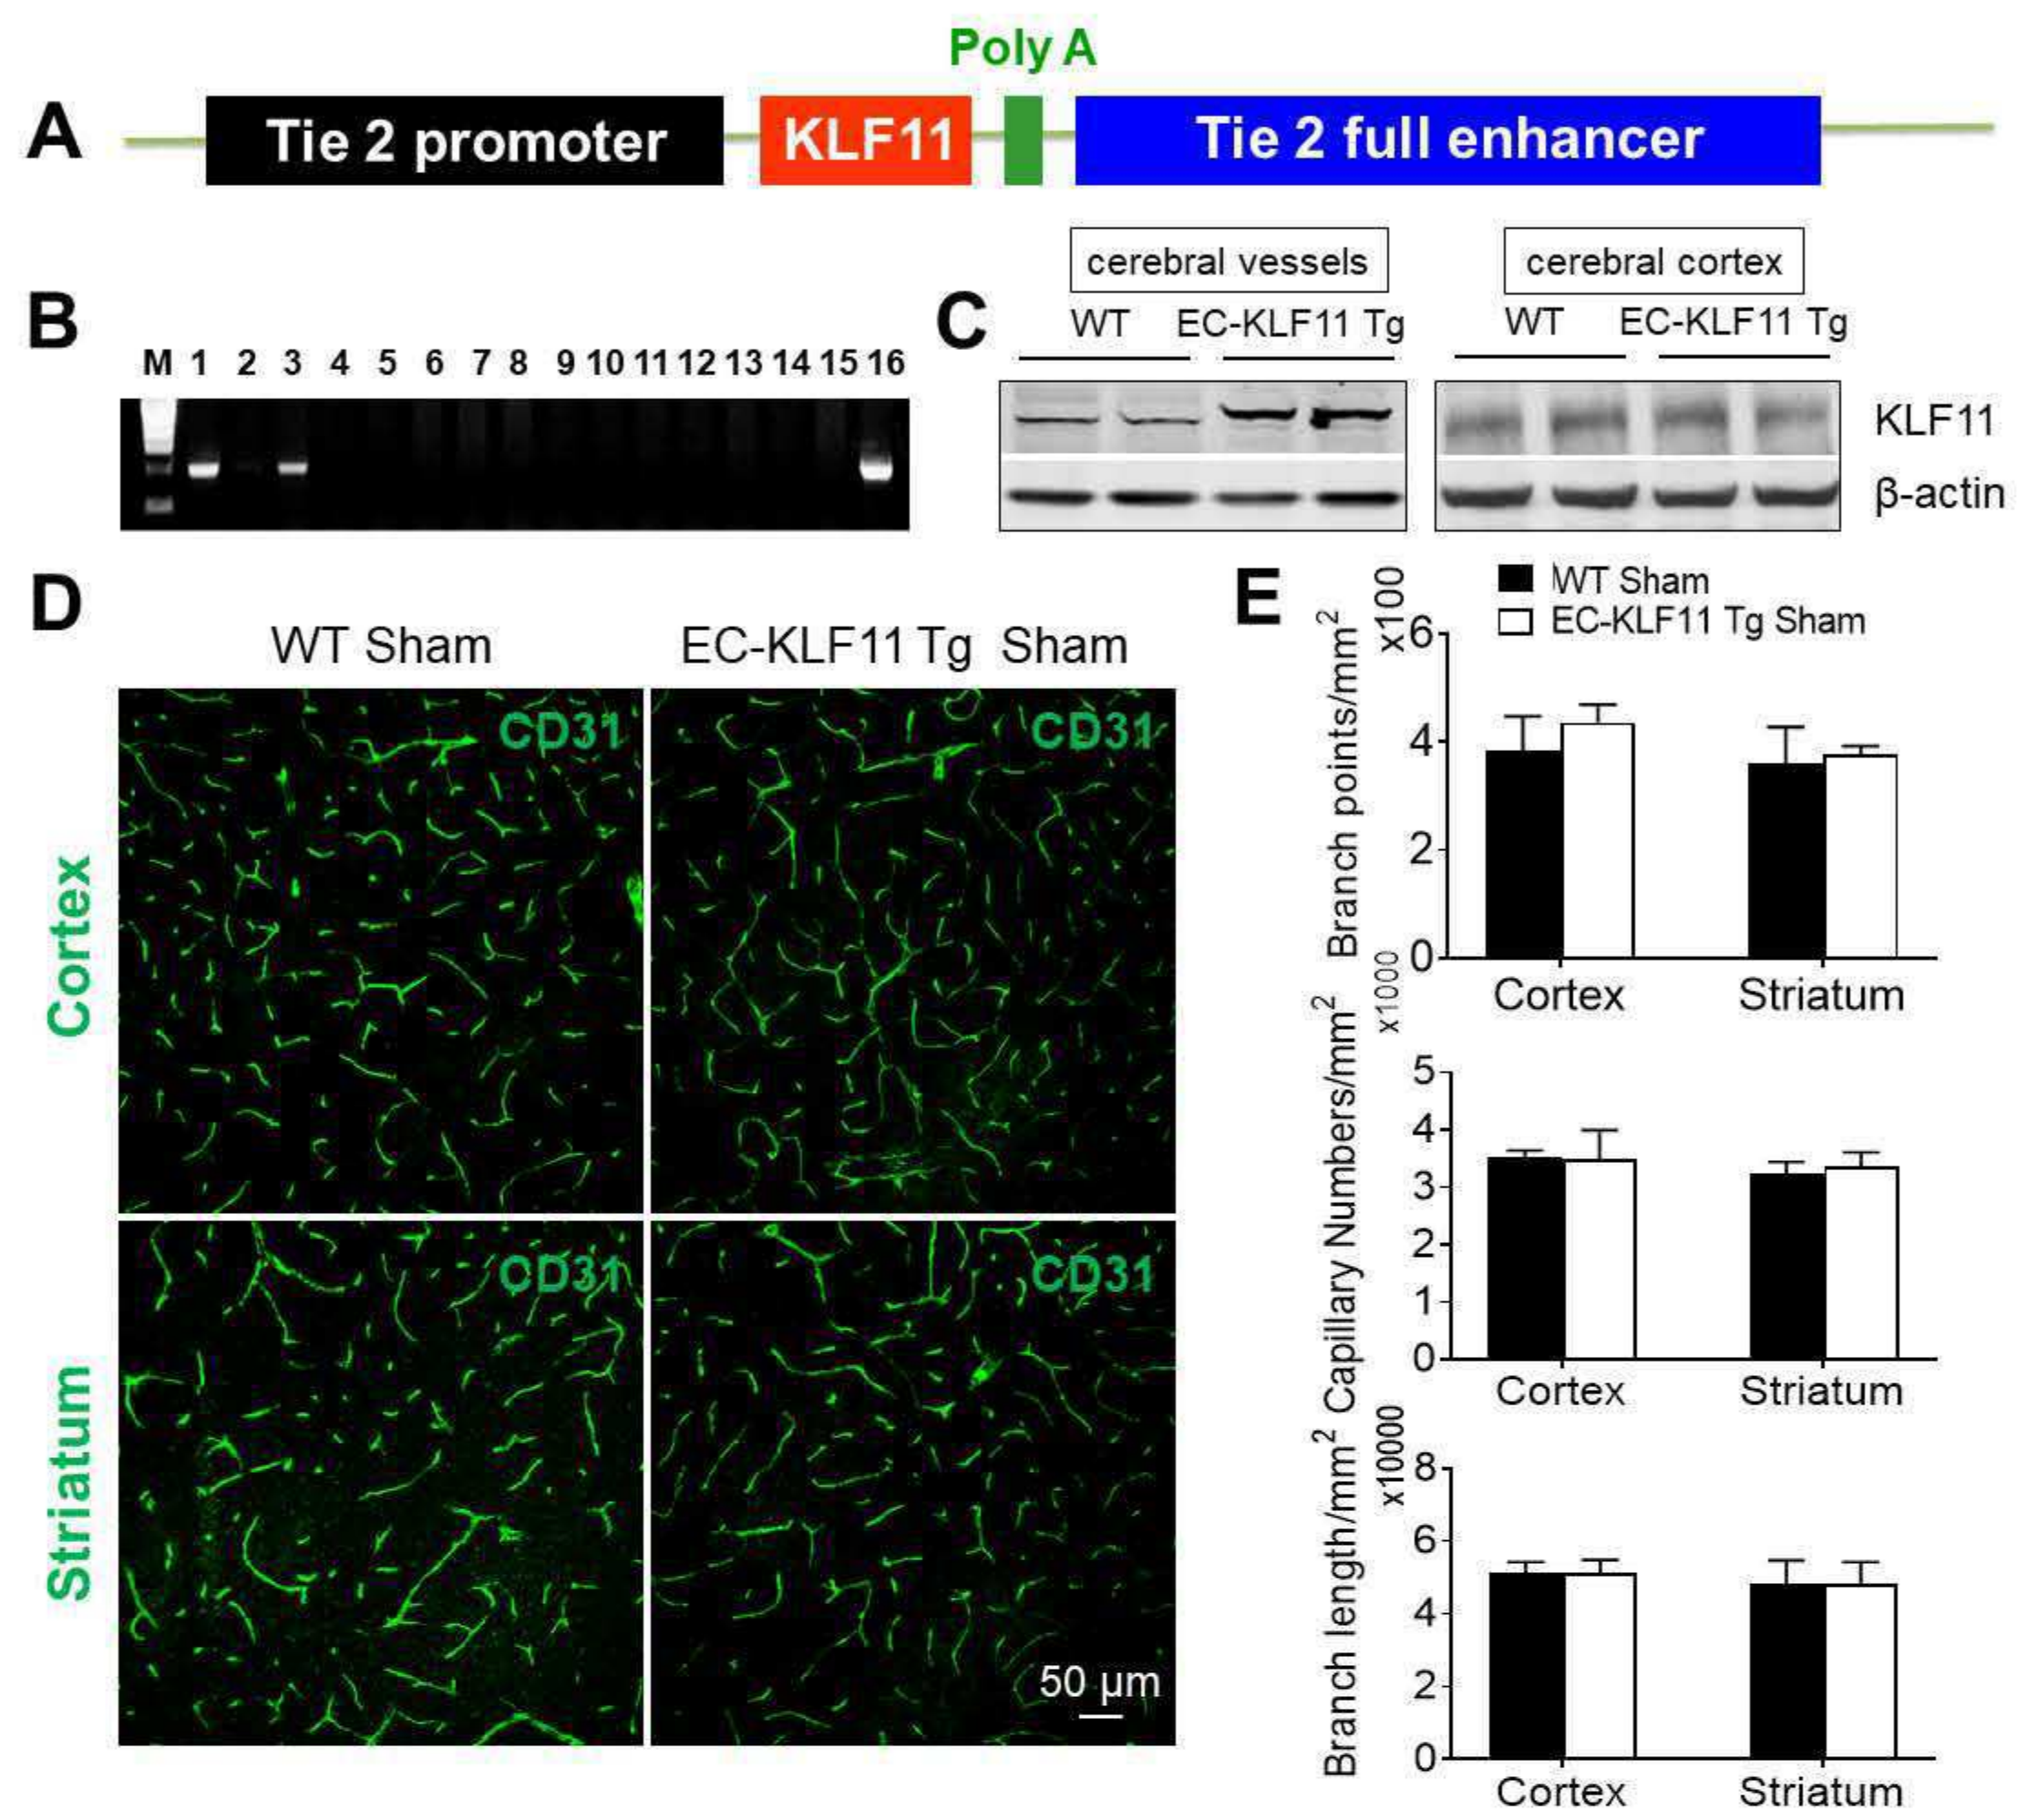 Poly A
A
Tie 2 promoter
KLF11
Tie 2 full enhancer
B
M 1 2 3 4 5 6 7 8 9 10 11 12 13 14 15 16
C
cerebral vessels
cerebral cortex
WT EC-KLF11 Tg
WT EC-KLF11 Tg
KLF11
β-actin
D
WT Sham
EC-KLF11 Tg Sham
Cortex
CD31
CD31
Striatum
CD31
CD31
50 µm
E
WT Sham
EC-KLF11 Tg Sham
Branch points/mm²
x100
6
4
2
0
Cortex Striatum
Capillary Numbers/mm²
x1000
5
4
3
2
1
0
Cortex Striatum
Branch length/mm²
x10000
8
6
4
2
0
Cortex Striatum